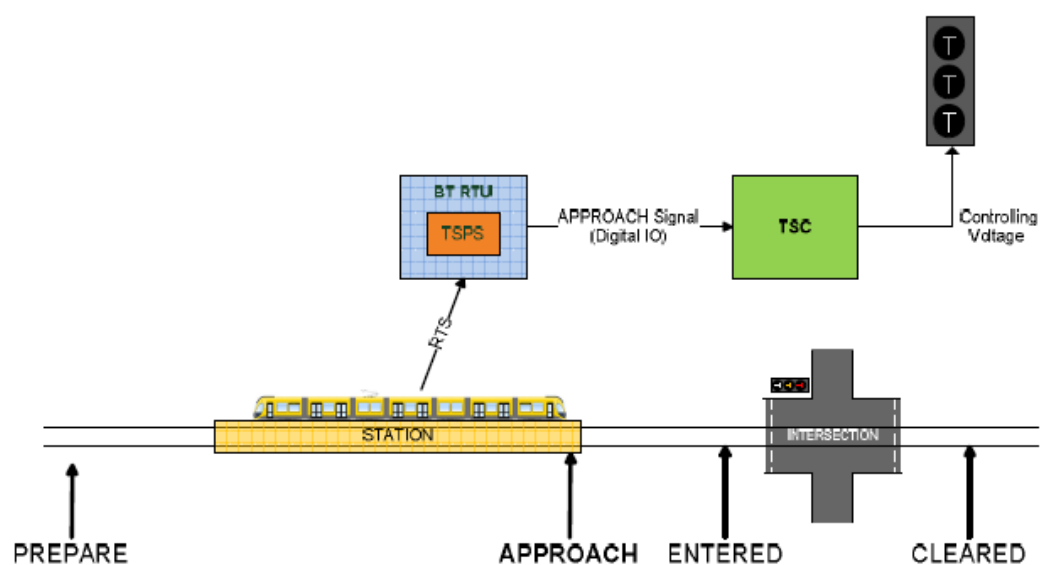 T
T
T
BT RTU
TSPS
APPROACH Signal
(Digital IO)
TSC
Controlling
Voltage
RTS
STATION
INTERSECTION
PREPARE
APPROACH
ENTERED
CLEARED